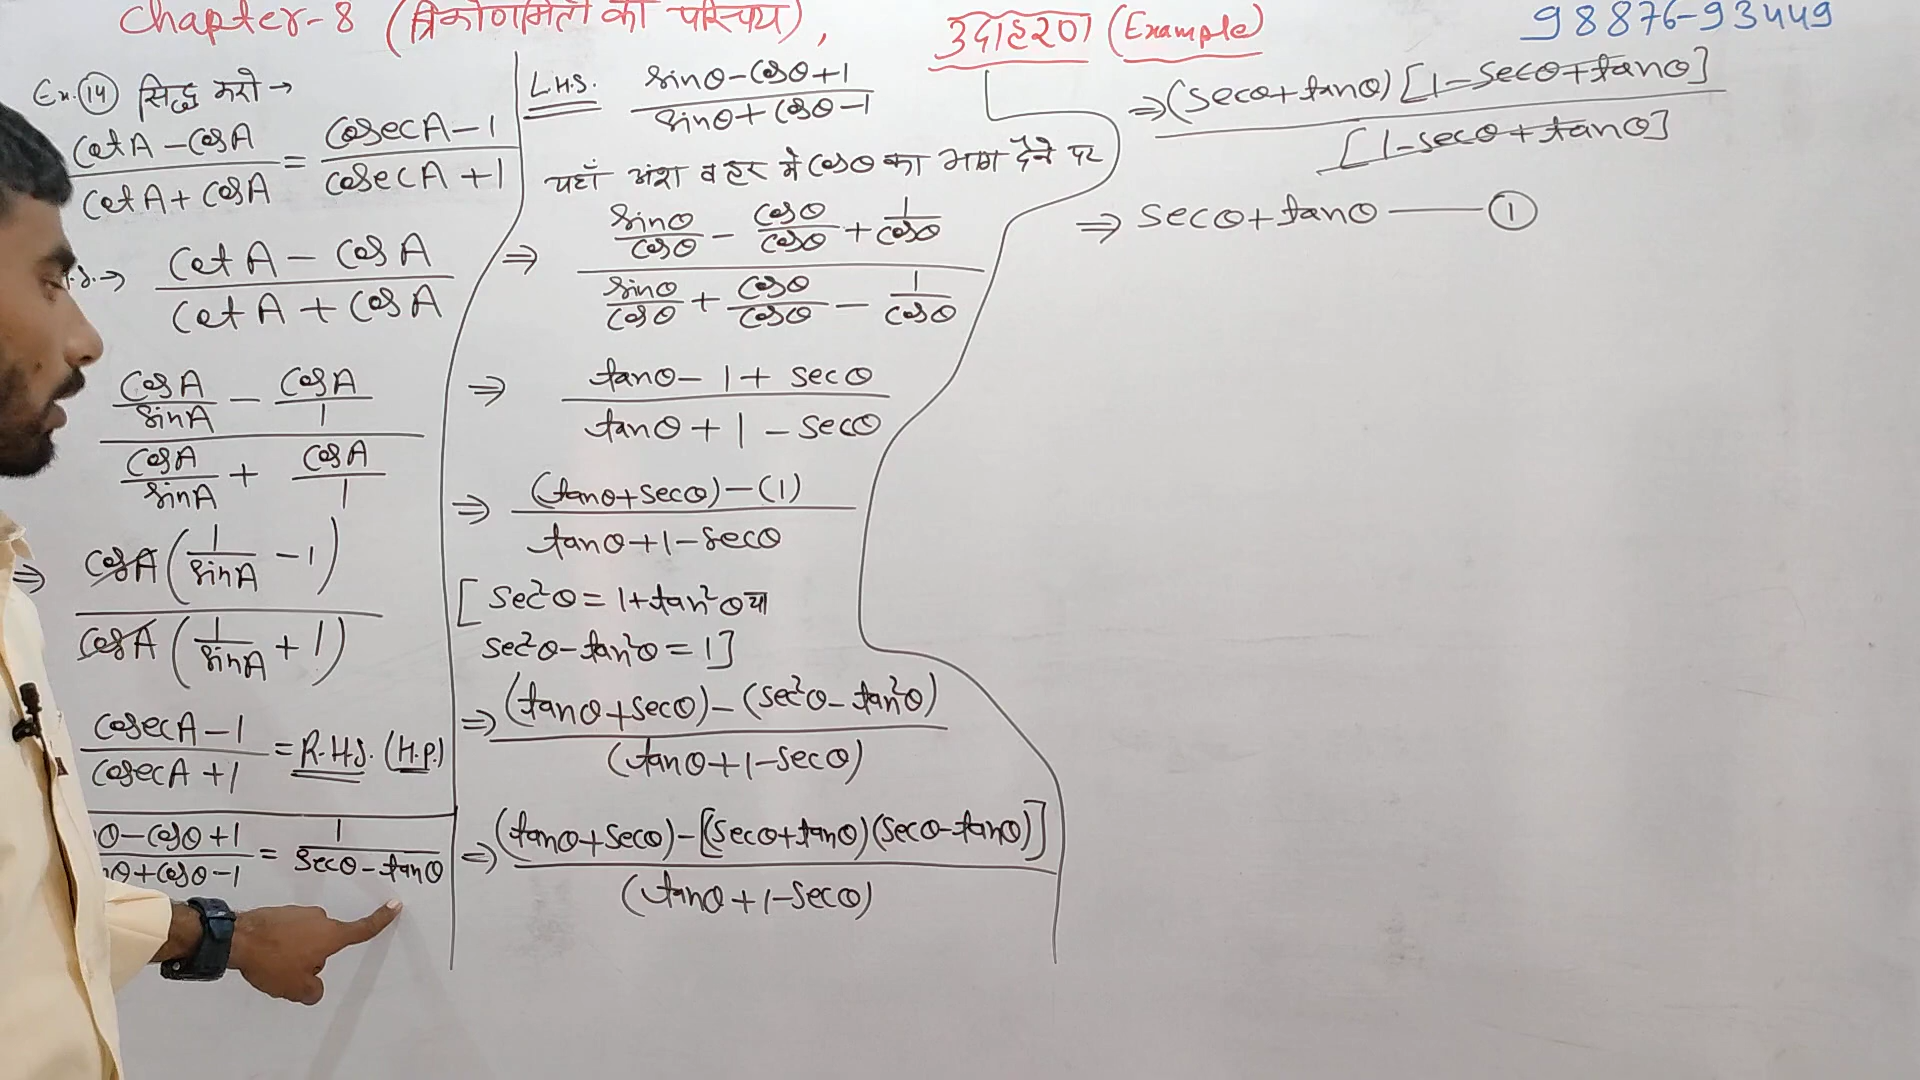 Chapter-8 (त्रिकोणमिती का परिचय), उदाहरण (Example)
98876-93449
Ex. 14 सिद्ध करो →
cotA - cosA / cotA + cosA = cosecA - 1 / cosecA + 1
.S. → cotA - cosA / cotA + cosA
cosA/sinA - cosA/1 / cosA/sinA + cosA/1
⇒ cosA (1/sinA - 1) / cosA (1/sinA + 1)
cosecA - 1 / cosecA + 1 = R.H.S. (H.P.)
θ - cosθ + 1 / θ + cosθ - 1 = 1 / secθ - tanθ
L.H.S. sinθ - cosθ + 1 / sinθ + cosθ - 1
यहाँ अंश व हर में cosθ का भाग देने पर
⇒ sinθ/cosθ - cosθ/cosθ + 1/cosθ / sinθ/cosθ + cosθ/cosθ - 1/cosθ
⇒ tanθ - 1 + secθ / tanθ + 1 - secθ
⇒ (tanθ + secθ) - (1) / tanθ + 1 - secθ
[sec²θ = 1 + tan²θ या
sec²θ - tan²θ = 1]
⇒ (tanθ + secθ) - (sec²θ - tan²θ) / (tanθ + 1 - secθ)
⇒ (tanθ + secθ) - [(secθ + tanθ)(secθ - tanθ)] / (tanθ + 1 - secθ)
⇒ (secθ + tanθ) [1 - secθ + tanθ] / [1 - secθ + tanθ]
⇒ secθ + tanθ —— 1